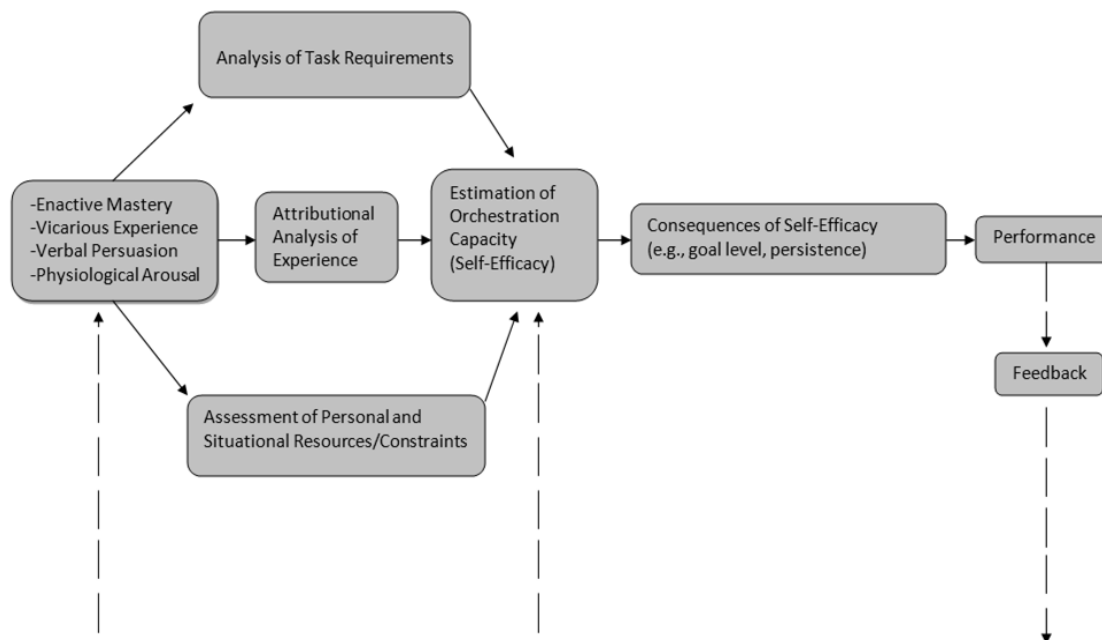 Analysis of Task Requirements
-Enactive Mastery
-Vicarious Experience
-Verbal Persuasion
-Physiological Arousal
Attributional
Analysis of
Experience
Estimation of
Orchestration
Capacity
(Self-Efficacy)
Consequences of Self-Efficacy
(e.g., goal level, persistence)
Performance
Feedback
Assessment of Personal and
Situational Resources/Constraints